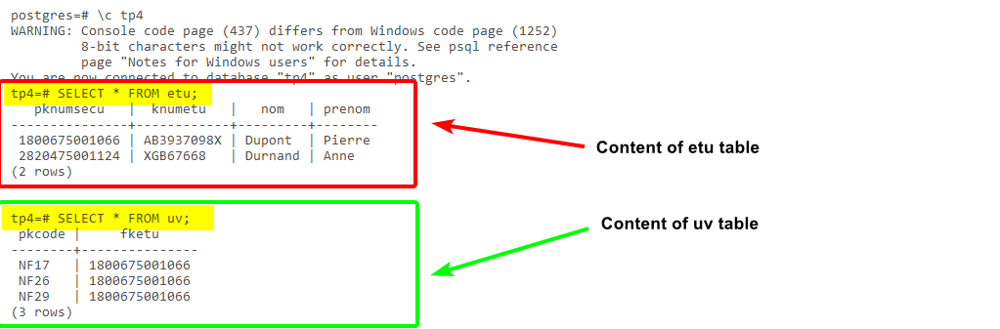 postgres=# \c tp4
WARNING: Console code page (437) differs from Windows code page (1252)
         8-bit characters might not work correctly. See psql reference
         page "Notes for Windows users" for details.
You are now connected to database "tp4" as user "postgres".
tp4=# SELECT * FROM etu;
   pknumsecu   |  knumetu   |   nom   | prenom
---------------+------------+---------+--------
 1800675001066 | AB3937098X | Dupont  | Pierre
 2820475001124 | XGB67668   | Durnand | Anne
(2 rows)
Content of etu table
tp4=# SELECT * FROM uv;
 pkcode |     fketu
--------+---------------
 NF17   | 1800675001066
 NF26   | 1800675001066
 NF29   | 1800675001066
(3 rows)
Content of uv table